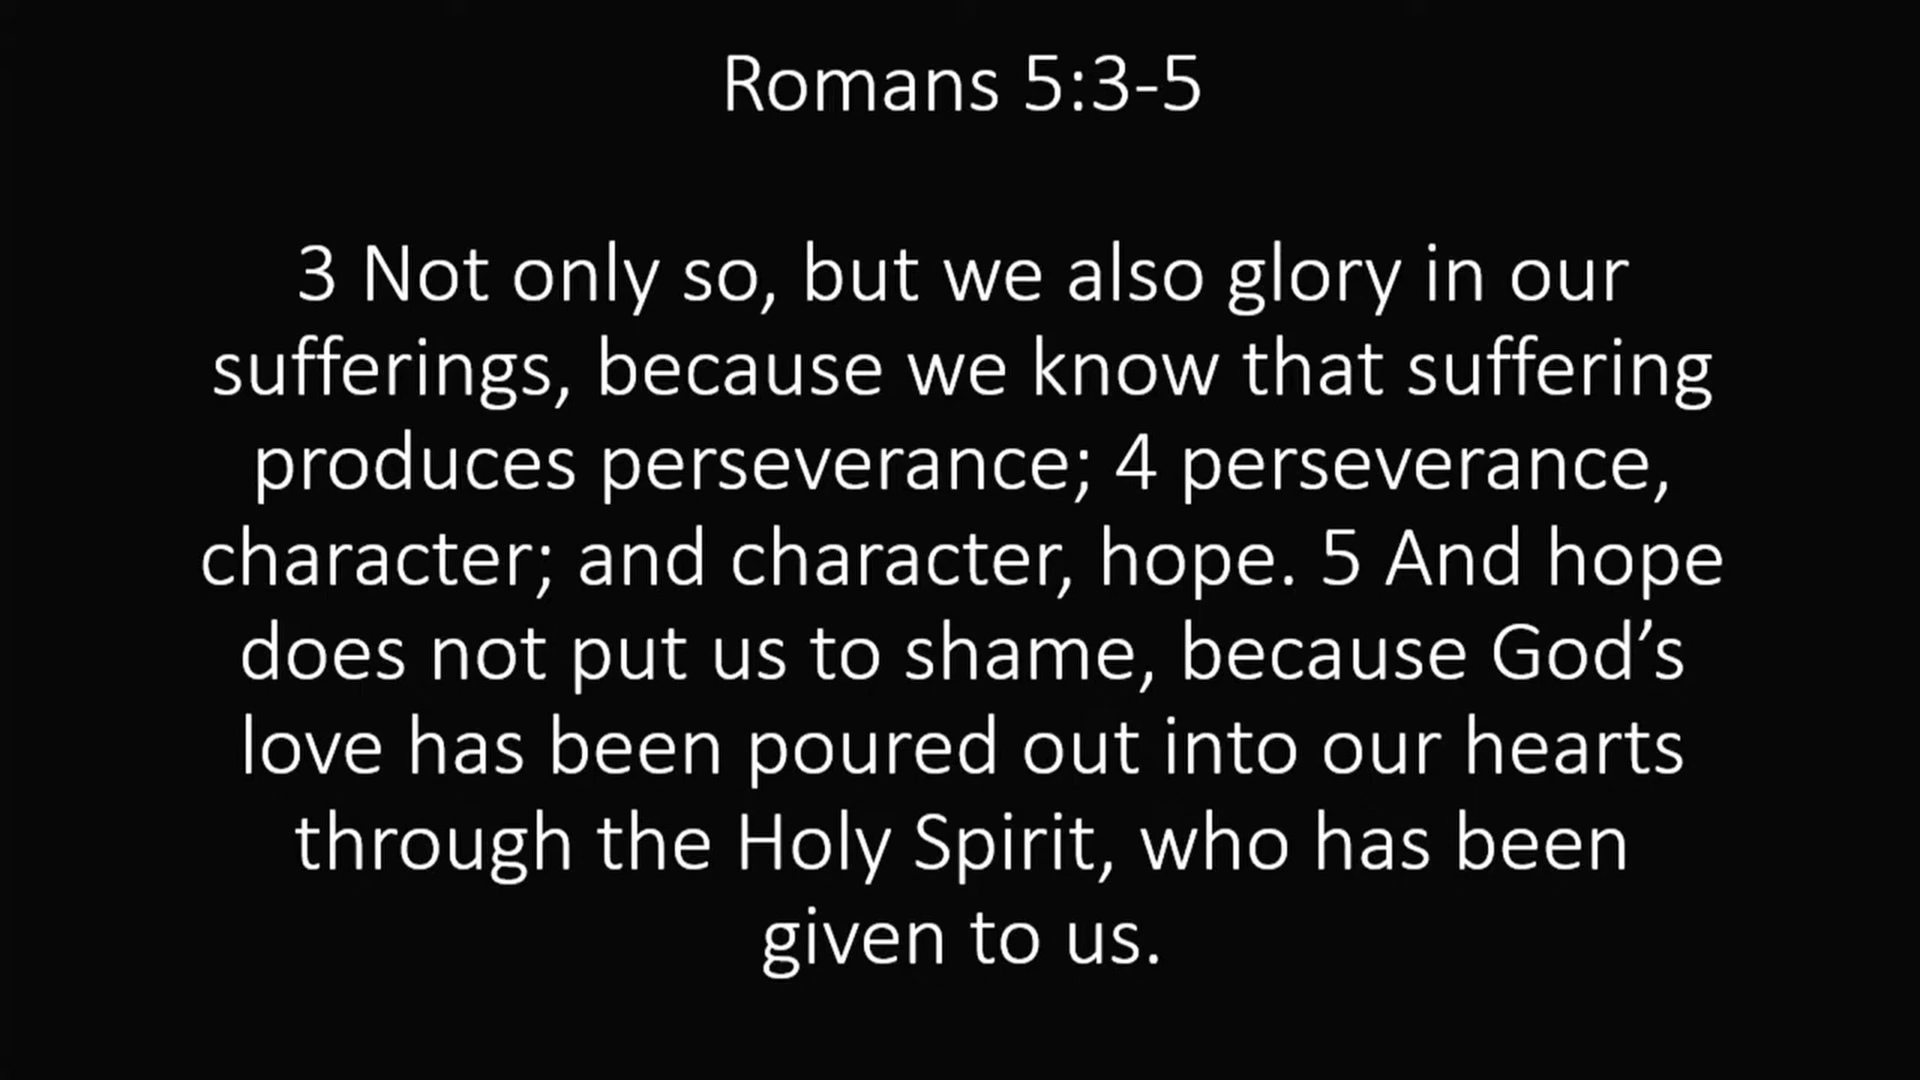 Romans 5:3-5
3 Not only so, but we also glory in our
sufferings, because we know that suffering
produces perseverance; 4 perseverance,
character; and character, hope. 5 And hope
does not put us to shame, because God’s
love has been poured out into our hearts
through the Holy Spirit, who has been
given to us.